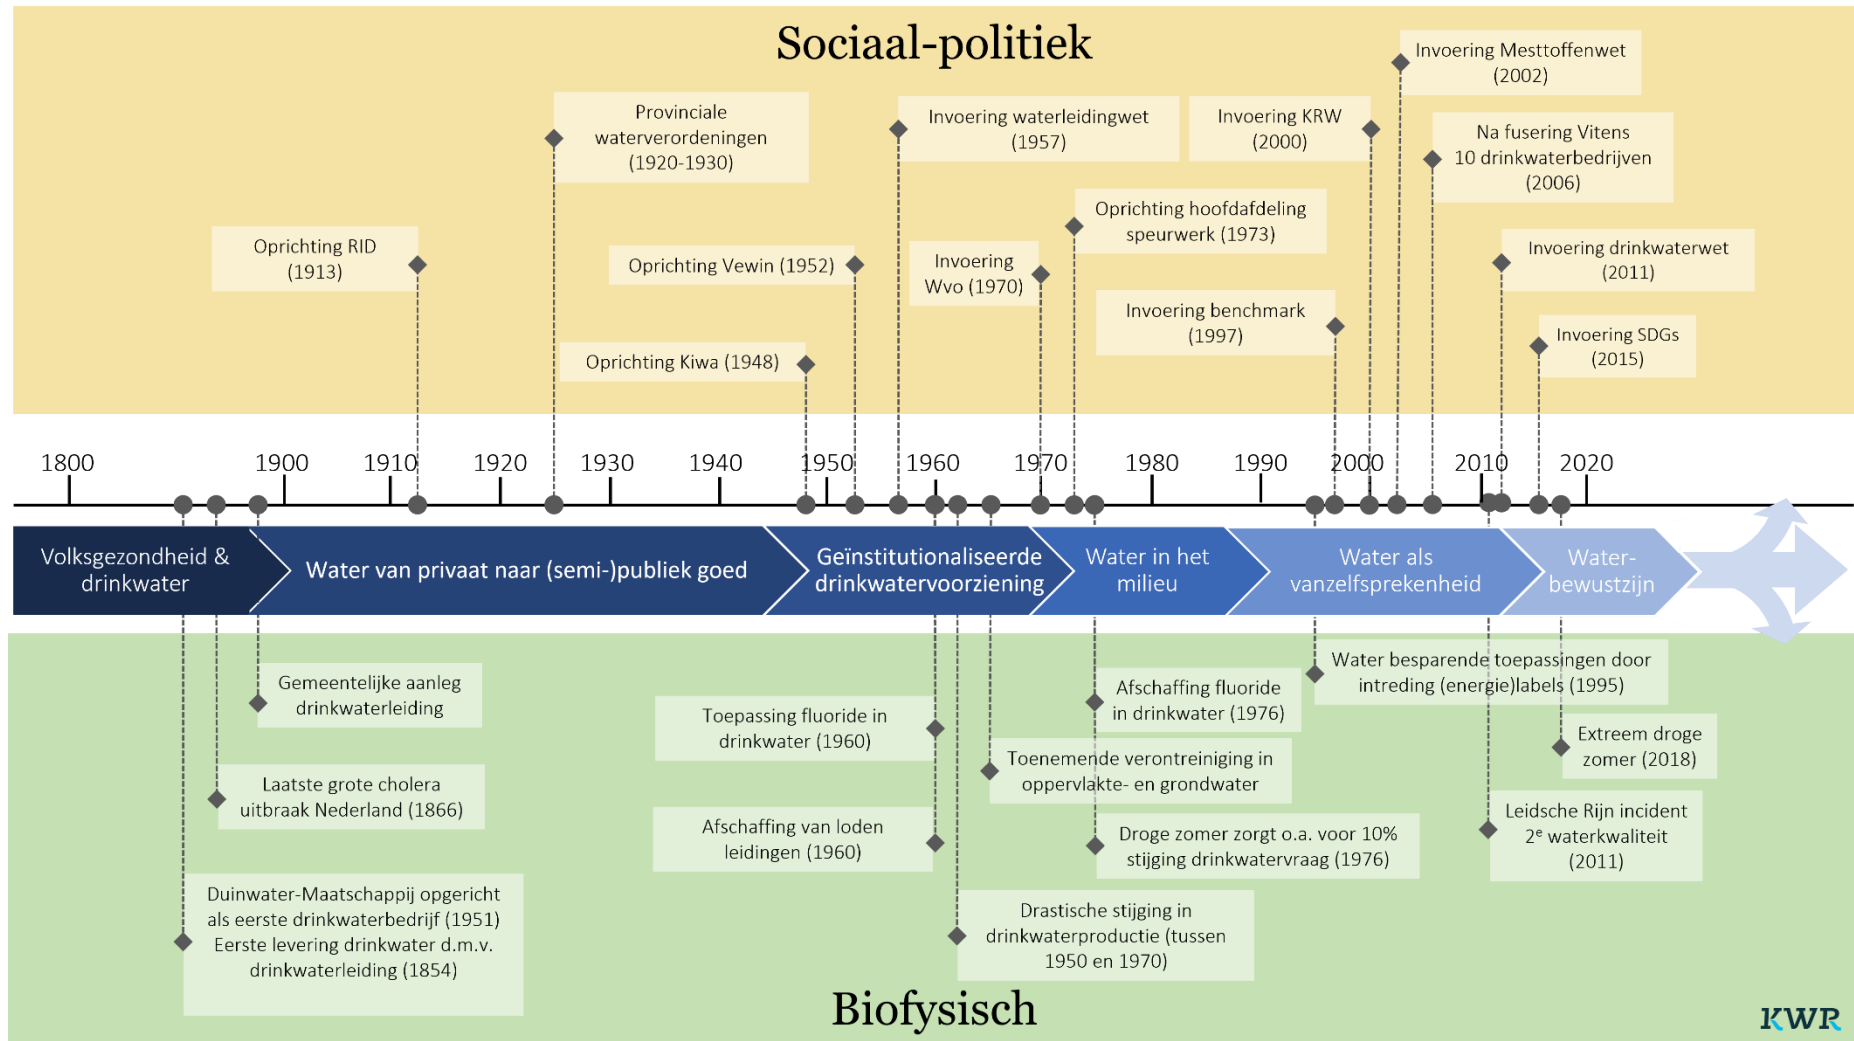 Sociaal-politiek
Invoering Mesttoffenwet
(2002)
Provinciale
waterverordeningen
(1920-1930)
Invoering waterleidingwet
(1957)
Invoering KRW
(2000)
Na fusering Vitens
10 drinkwaterbedrijven
(2006)
Oprichting hoofdafdeling
speurwerk (1973)
Oprichting RID
(1913)
Oprichting Vewin (1952)
Invoering
Wvo (1970)
Invoering drinkwaterwet
(2011)
Invoering benchmark
(1997)
Invoering SDGs
(2015)
Oprichting Kiwa (1948)
1800 1900 1910 1920 1930 1940 1950 1960 1970 1980 1990 2000 2010 2020
Volksgezondheid &
drinkwater
Water van privaat naar (semi-)publiek goed
Geïnstitutionaliseerde
drinkwatervoorziening
Water in het
milieu
Water als
vanzelfsprekenheid
Water-
bewustzijn
Gemeentelijke aanleg
drinkwaterleiding
Laatste grote cholera
uitbraak Nederland (1866)
Duinwater-Maatschappij opgericht
als eerste drinkwaterbedrijf (1951)
Eerste levering drinkwater d.m.v.
drinkwaterleiding (1854)
Toepassing fluoride in
drinkwater (1960)
Afschaffing van loden
leidingen (1960)
Drastische stijging in
drinkwaterproductie (tussen
1950 en 1970)
Toenemende verontreiniging in
oppervlakte- en grondwater
Afschaffing fluoride
in drinkwater (1976)
Droge zomer zorgt o.a. voor 10%
stijging drinkwatervraag (1976)
Water besparende toepassingen door
intreding (energie)labels (1995)
Extreem droge
zomer (2018)
Leidsche Rijn incident
2e waterkwaliteit
(2011)
Biofysisch
KWR